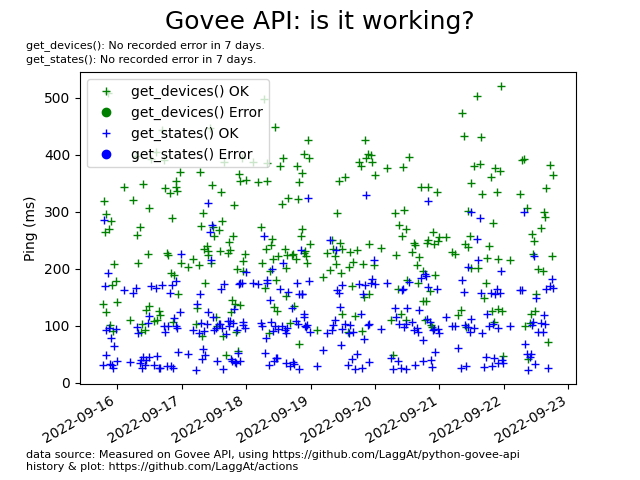 Govee API: is it working?
get_devices(): No recorded error in 7 days.
get_states(): No recorded error in 7 days.
get_devices() OK
get_devices() Error
get_states() OK
get_states() Error
Ping (ms)
500
400
300
200
100
0
2022-09-16
2022-09-17
2022-09-18
2022-09-19
2022-09-20
2022-09-21
2022-09-22
2022-09-23
data source: Measured on Govee API, using https://github.com/LaggAt/python-govee-api
history & plot: https://github.com/LaggAt/actions